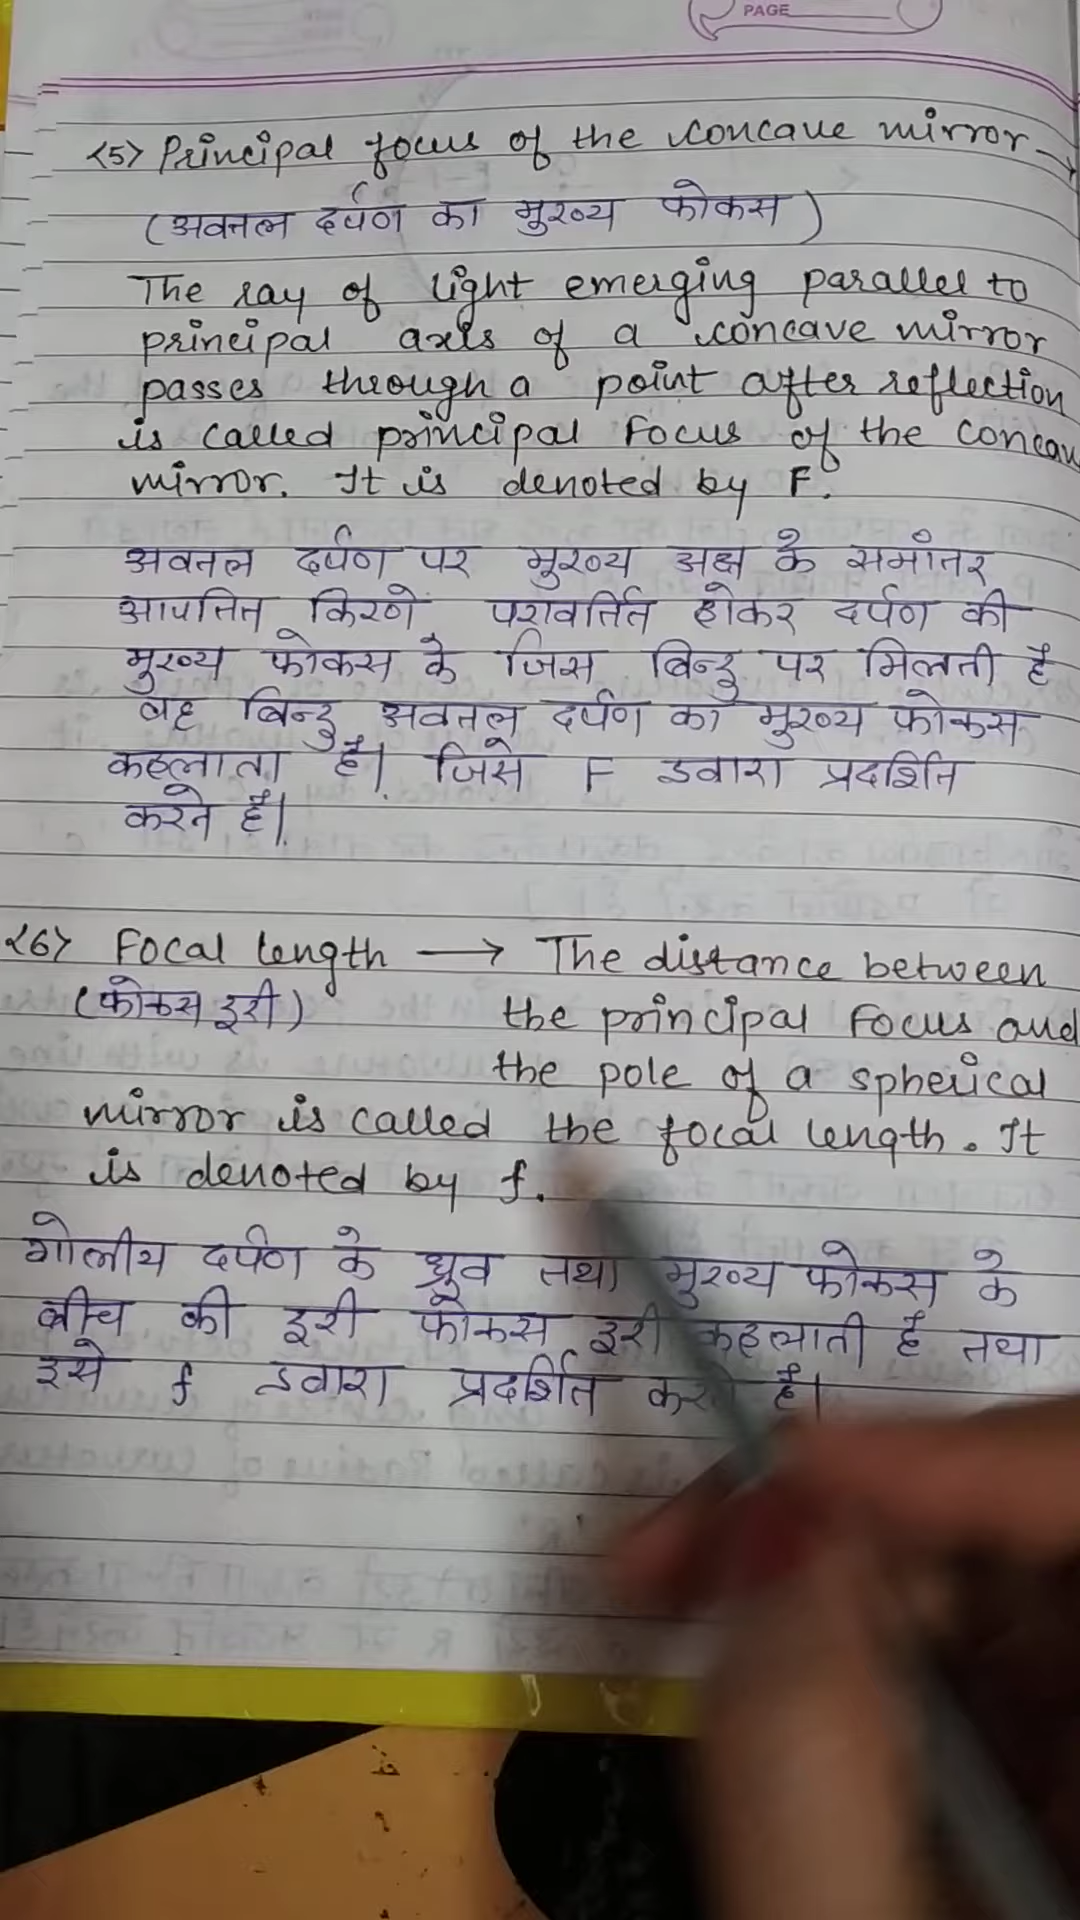 PAGE
<5> Principal focus of the concave mirror →
(अवतल दर्पण का मुख्य फोकस)
The ray of light emerging parallel to
principal axis of a concave mirror
passes through a point after reflection
is called principal Focus of the concav
mirror. It is denoted by F.
अवतल दर्पण पर मुख्य अक्ष के समांतर
आपतित किरणे परावर्तित होकर दर्पण की
मुख्य फोकस के जिस बिन्दु पर मिलती है
वह बिन्दु अवतल दर्पण का मुख्य फ़ोकस
कहलाता है। जिसे F डवारा प्रदर्शित
करते है।
<6> Focal length → The distance between
(फोकस दूरी) the principal Focus and
the pole of a spherical
mirror is called the focal length. It
is denoted by f.
गोलीय दर्पण के ध्रुव तथा मुख्य फोकस के
बीच की दूरी फोकस दूरी कहलाती है तथा
इसे f डवारा प्रदर्शित करते है।